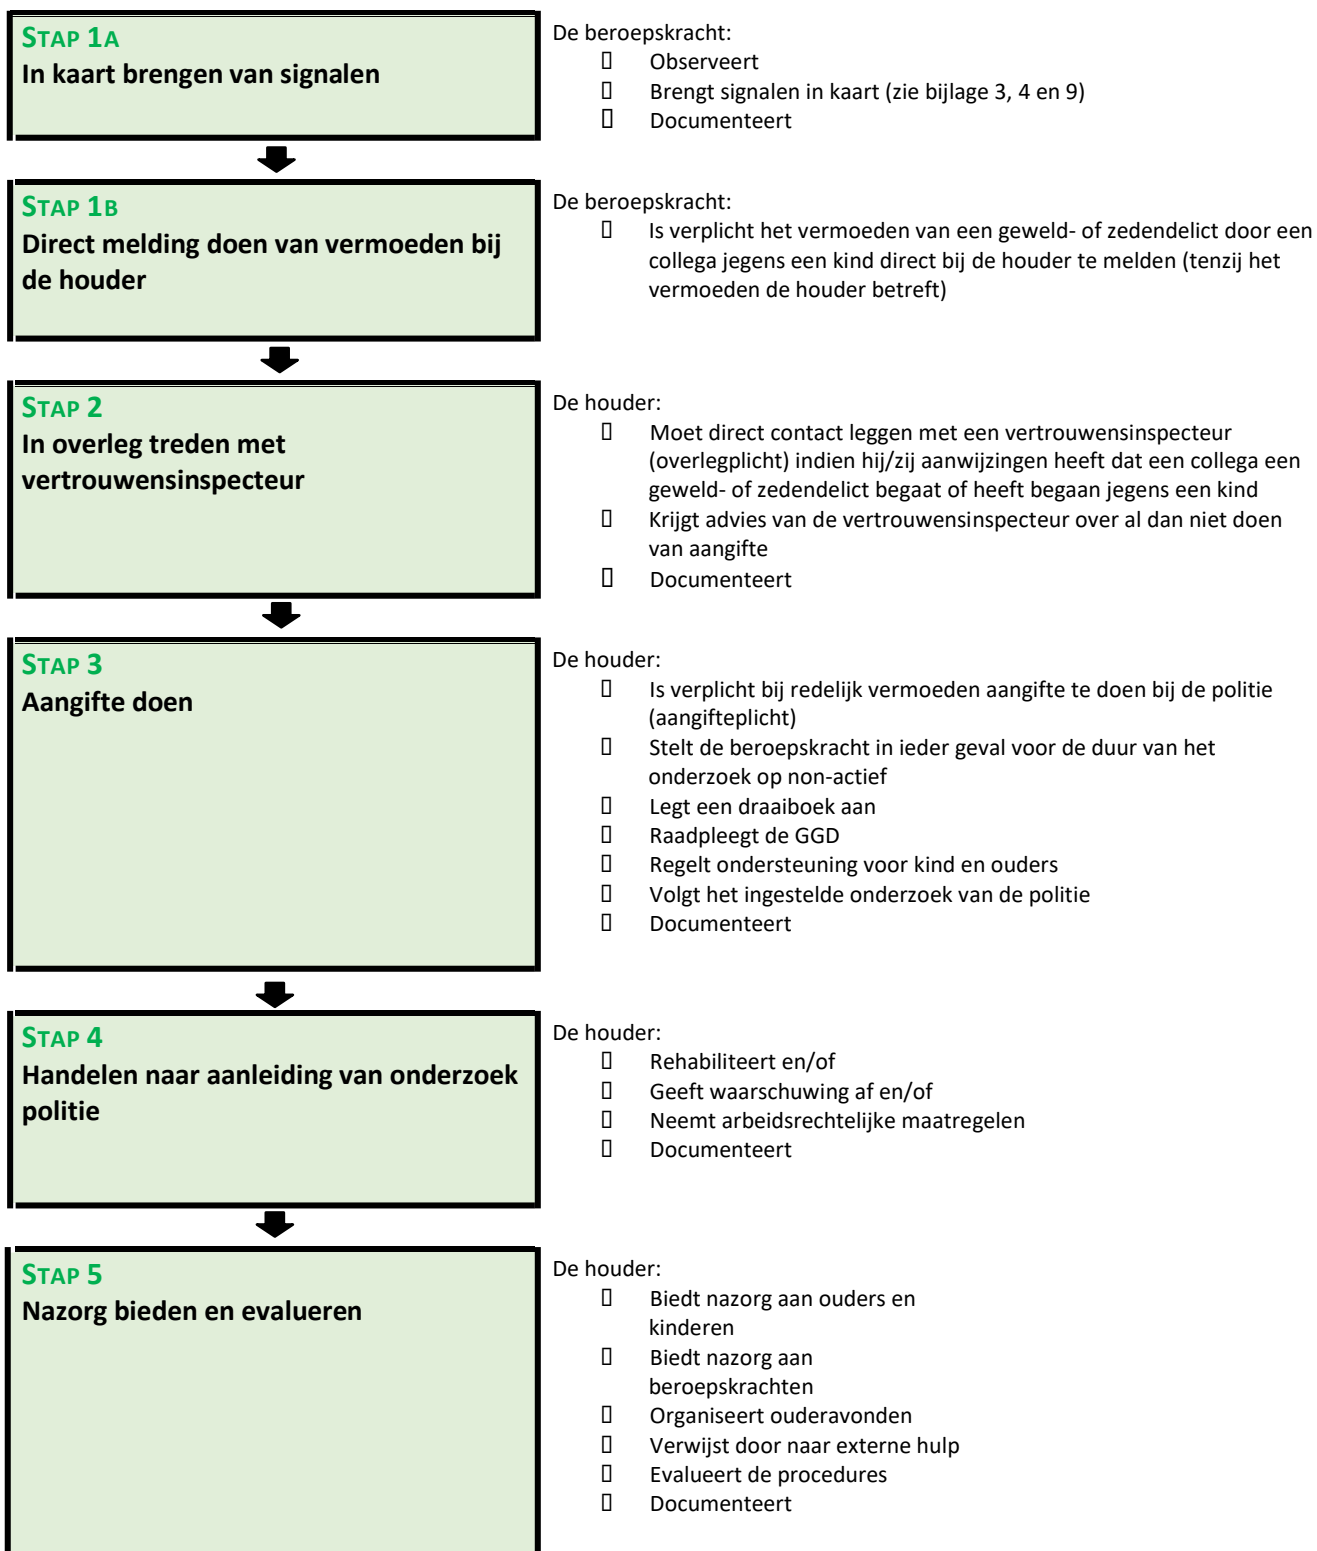 STAP 1A
In kaart brengen van signalen
De beroepskracht:
Observeert
Brengt signalen in kaart (zie bijlage 3, 4 en 9)
Documenteert
STAP 1B
Direct melding doen van vermoeden bij
de houder
De beroepskracht:
Is verplicht het vermoeden van een geweld- of zedendelict door een
collega jegens een kind direct bij de houder te melden (tenzij het
vermoeden de houder betreft)
STAP 2
In overleg treden met
vertrouwensinspecteur
De houder:
Moet direct contact leggen met een vertrouwensinspecteur
(overlegplicht) indien hij/zij aanwijzingen heeft dat een collega een
geweld- of zedendelict begaat of heeft begaan jegens een kind
Krijgt advies van de vertrouwensinspecteur over al dan niet doen
van aangifte
Documenteert
STAP 3
Aangifte doen
De houder:
Is verplicht bij redelijk vermoeden aangifte te doen bij de politie
(aangifteplicht)
Stelt de beroepskracht in ieder geval voor de duur van het
onderzoek op non-actief
Legt een draaiboek aan
Raadpleegt de GGD
Regelt ondersteuning voor kind en ouders
Volgt het ingestelde onderzoek van de politie
Documenteert
STAP 4
Handelen naar aanleiding van onderzoek
politie
De houder:
Rehabiliteert en/of
Geeft waarschuwing af en/of
Neemt arbeidsrechtelijke maatregelen
Documenteert
STAP 5
Nazorg bieden en evalueren
De houder:
Biedt nazorg aan ouders en
kinderen
Biedt nazorg aan
beroepskrachten
Organiseert ouderavonden
Verwijst door naar externe hulp
Evalueert de procedures
Documenteert